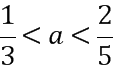 1/3 < a < 2/5